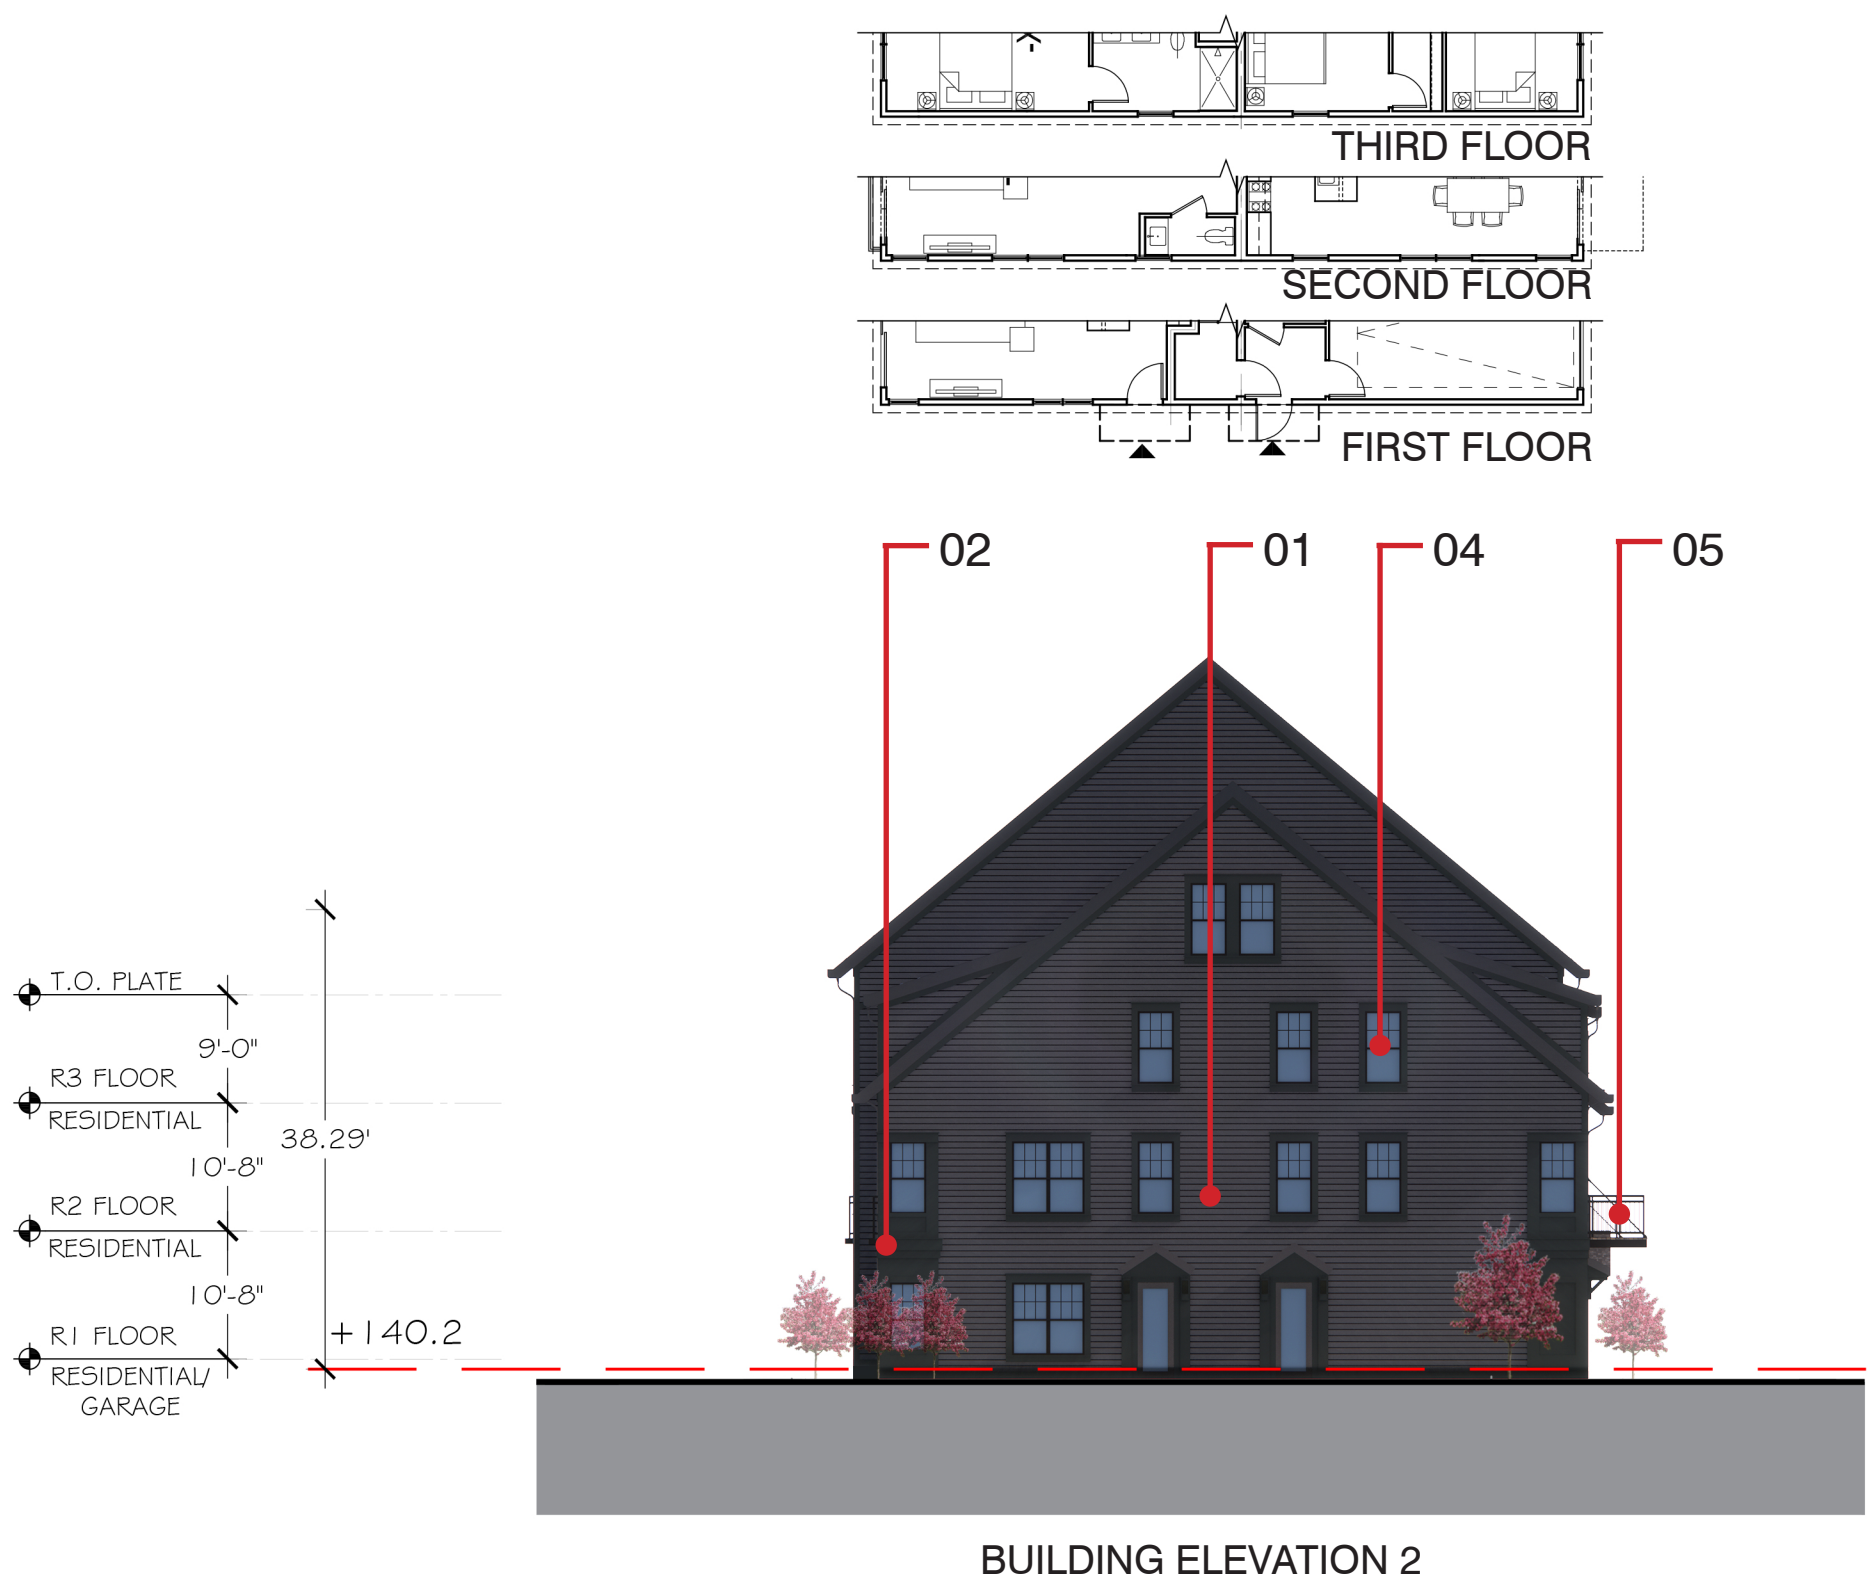 THIRD FLOOR
SECOND FLOOR
FIRST FLOOR
02
01
04
05
T.O. PLATE
9'-0"
R3 FLOOR
RESIDENTIAL
38.29'
10'-8"
R2 FLOOR
RESIDENTIAL
10'-8"
R1 FLOOR
+140.2
RESIDENTIAL/
GARAGE
BUILDING ELEVATION 2